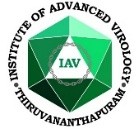 INSTITUTE OF ADVANCED VIROLOGY
IAV
THIRUVANANTHAPURAM